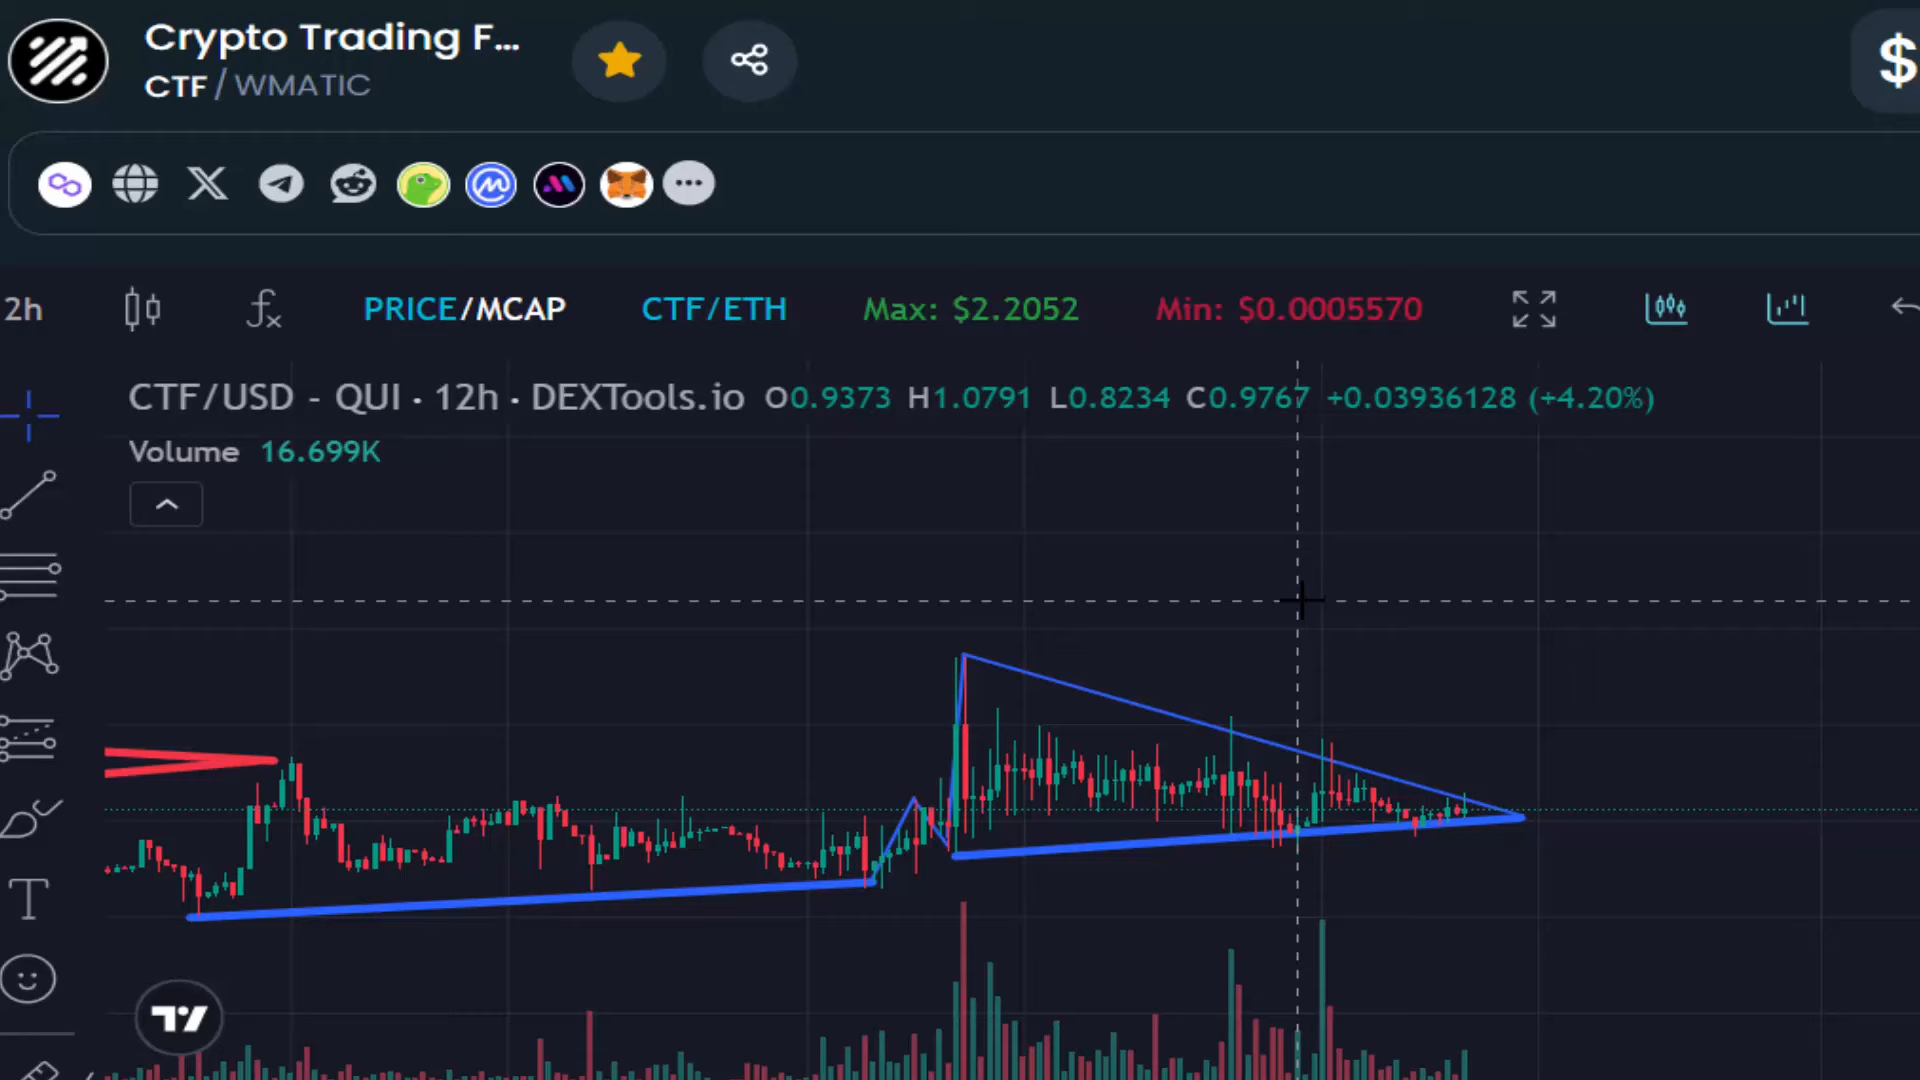 Crypto Trading F...
CTF / WMATIC
$
2h
PRICE/MCAP
CTF/ETH
Max: $2.2052
Min: $0.0005570
CTF/USD - QUI · 12h · DEXTools.io O0.9373 H1.0791 L0.8234 C0.9767 +0.03936128 (+4.20%)
Volume 16.699K